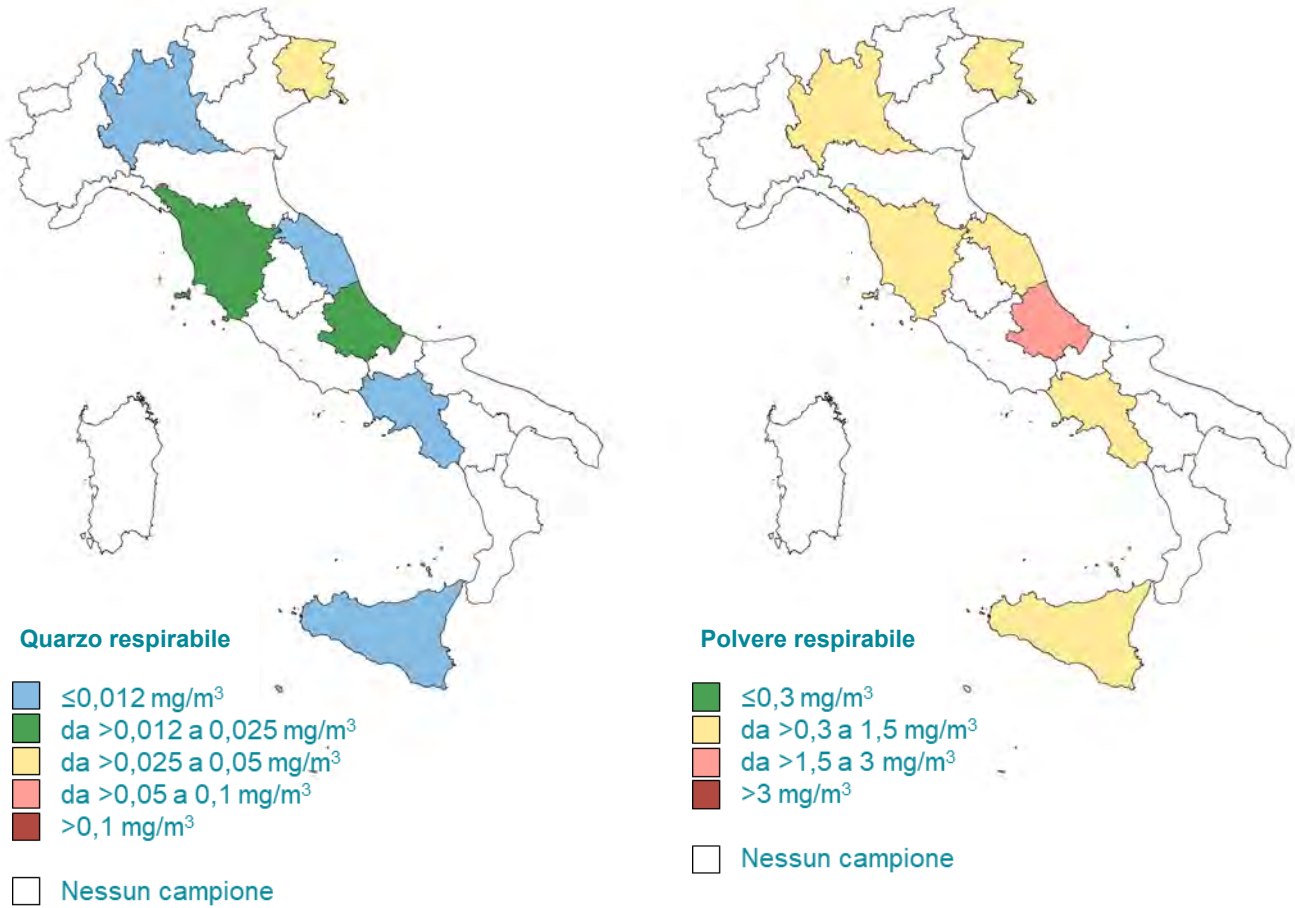 Quarzo respirabile
≤0,012 mg/m³
da >0,012 a 0,025 mg/m³
da >0,025 a 0,05 mg/m³
da >0,05 a 0,1 mg/m³
>0,1 mg/m³
Nessun campione
Polvere respirabile
≤0,3 mg/m³
da >0,3 a 1,5 mg/m³
da >1,5 a 3 mg/m³
>3 mg/m³
Nessun campione